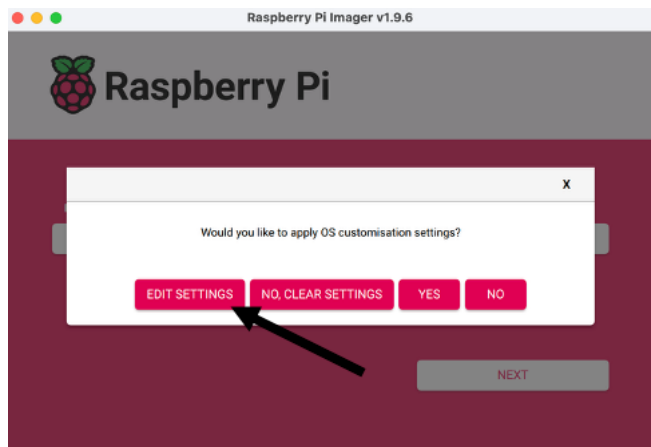 Raspberry Pi Imager v1.9.6
Raspberry Pi
X
Would you like to apply OS customisation settings?
EDIT SETTINGS NO, CLEAR SETTINGS YES NO
NEXT